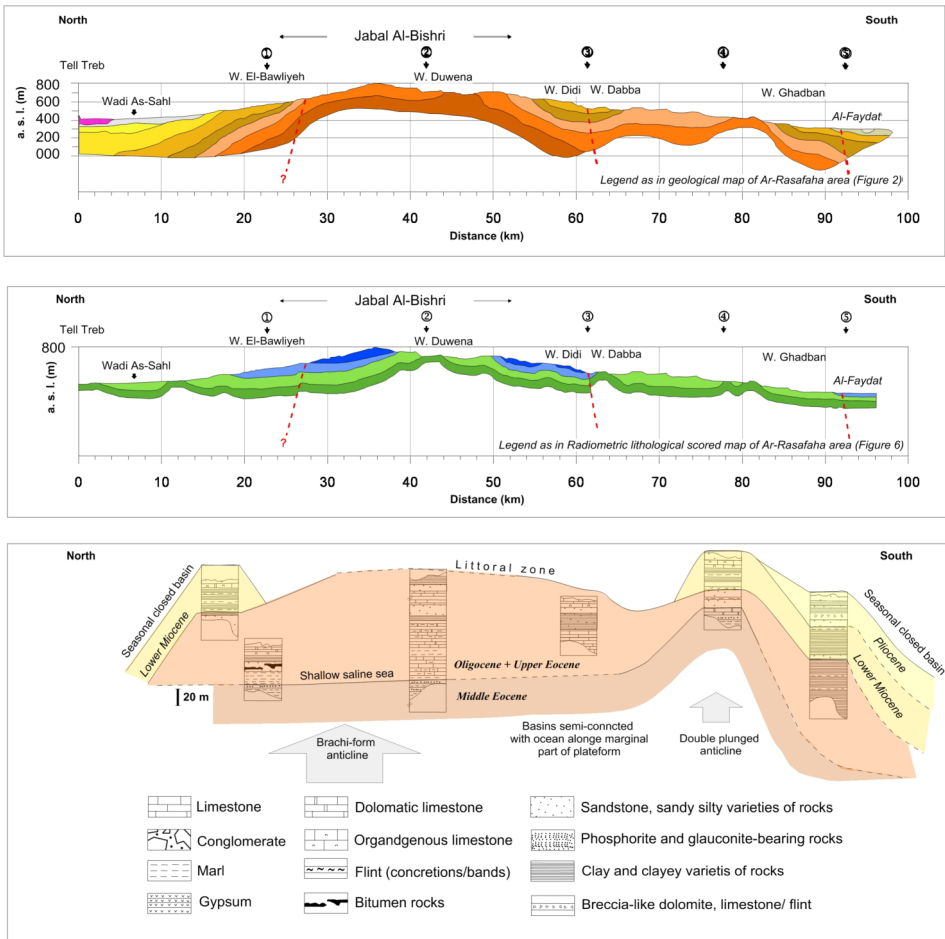 North
South
Jabal Al-Bishri
① ② ③ ④ ⑤
Tell Treb
W. El-Bawliyeh
W. Duwena
Wadi As-Sahl
W. Didi
W. Dabba
W. Ghadban
Al-Faydat
a. s. l. (m)
800
600
400
200
000
?
Legend as in geological map of Ar-Rasafaha area (Figure 2)
0 10 20 30 40 50 60 70 80 90 100
Distance (km)
North
South
Jabal Al-Bishri
① ② ③ ④ ⑤
Tell Treb
W. El-Bawliyeh
W. Duwena
800
Wadi As-Sahl
W. Didi
W. Dabba
W. Ghadban
Al-Faydat
a. s. l. (m)
?
Legend as in Radiometric lithological scored map of Ar-Rasafaha area (Figure 6)
0 10 20 30 40 50 60 70 80 90 100
Distance (km)
North
South
Littoral zone
Seasonal closed basin
Lower Miocene
Seasonal closed basin
Pliocene
Lower Miocene
Oligocene + Upper Eocene
Shallow saline sea
Middle Eocene
20 m
Brachi-form
anticline
Basins semi-conncted
with ocean alonge marginal
part of plateform
Double plunged
anticline
Limestone
Dolomatic limestone
Sandstone, sandy silty varieties of rocks
Conglomerate
Organdgenous limestone
Phosphorite and glauconite-bearing rocks
Marl
Flint (concretions/bands)
Clay and clayey varietis of rocks
Gypsum
Bitumen rocks
Breccia-like dolomite, limestone/ flint